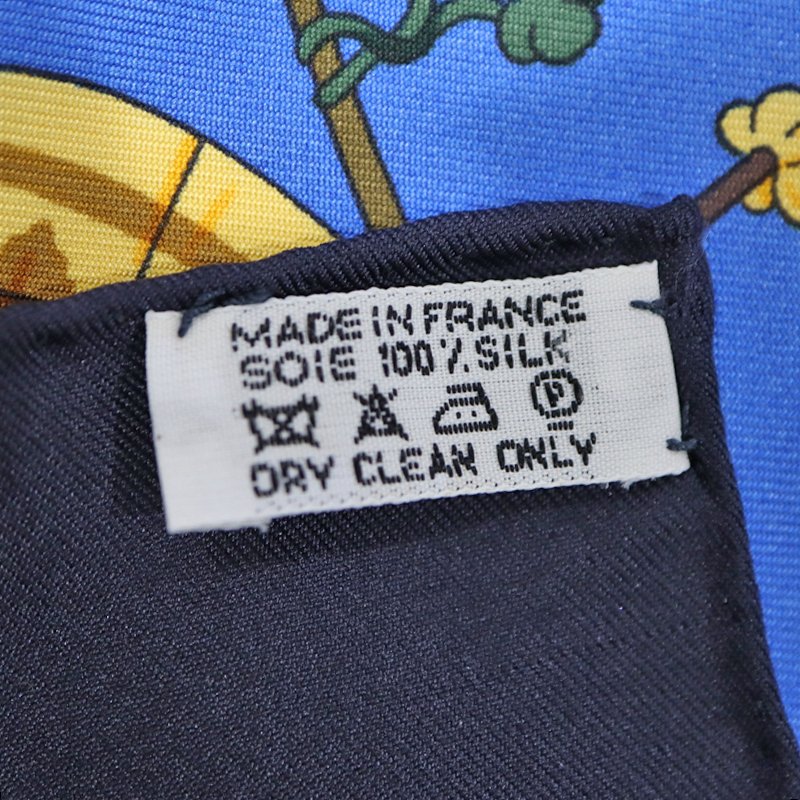 MADE IN FRANCE
SOIE 100% SILK
P
DRY CLEAN ONLY